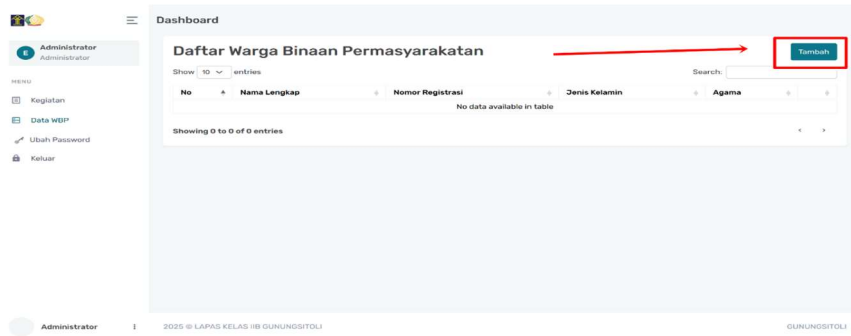 Dashboard
E
Administrator
Administrator
MENU
Kegiatan
Data WBP
Ubah Password
Keluar
Daftar Warga Binaan Permasyarakatan
Tambah
Show 10 entries
Search:
No Nama Lengkap Nomor Registrasi Jenis Kelamin Agama
No data available in table
Showing 0 to 0 of 0 entries
Administrator
2025 © LAPAS KELAS IIB GUNUNGSITOLI
GUNUNGSITOLI